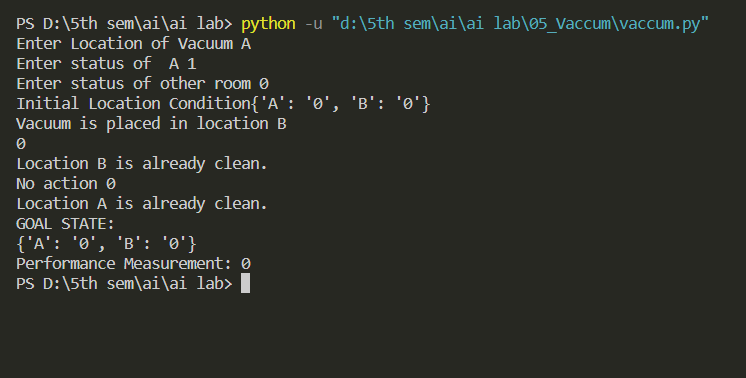 PS D:\5th sem\ai\ai lab> python -u "d:\5th sem\ai\ai lab\05_Vaccum\vaccum.py"
Enter Location of Vacuum A
Enter status of  A 1
Enter status of other room 0
Initial Location Condition{'A': '0', 'B': '0'}
Vacuum is placed in location B
0
Location B is already clean.
No action 0
Location A is already clean.
GOAL STATE:
{'A': '0', 'B': '0'}
Performance Measurement: 0
PS D:\5th sem\ai\ai lab>